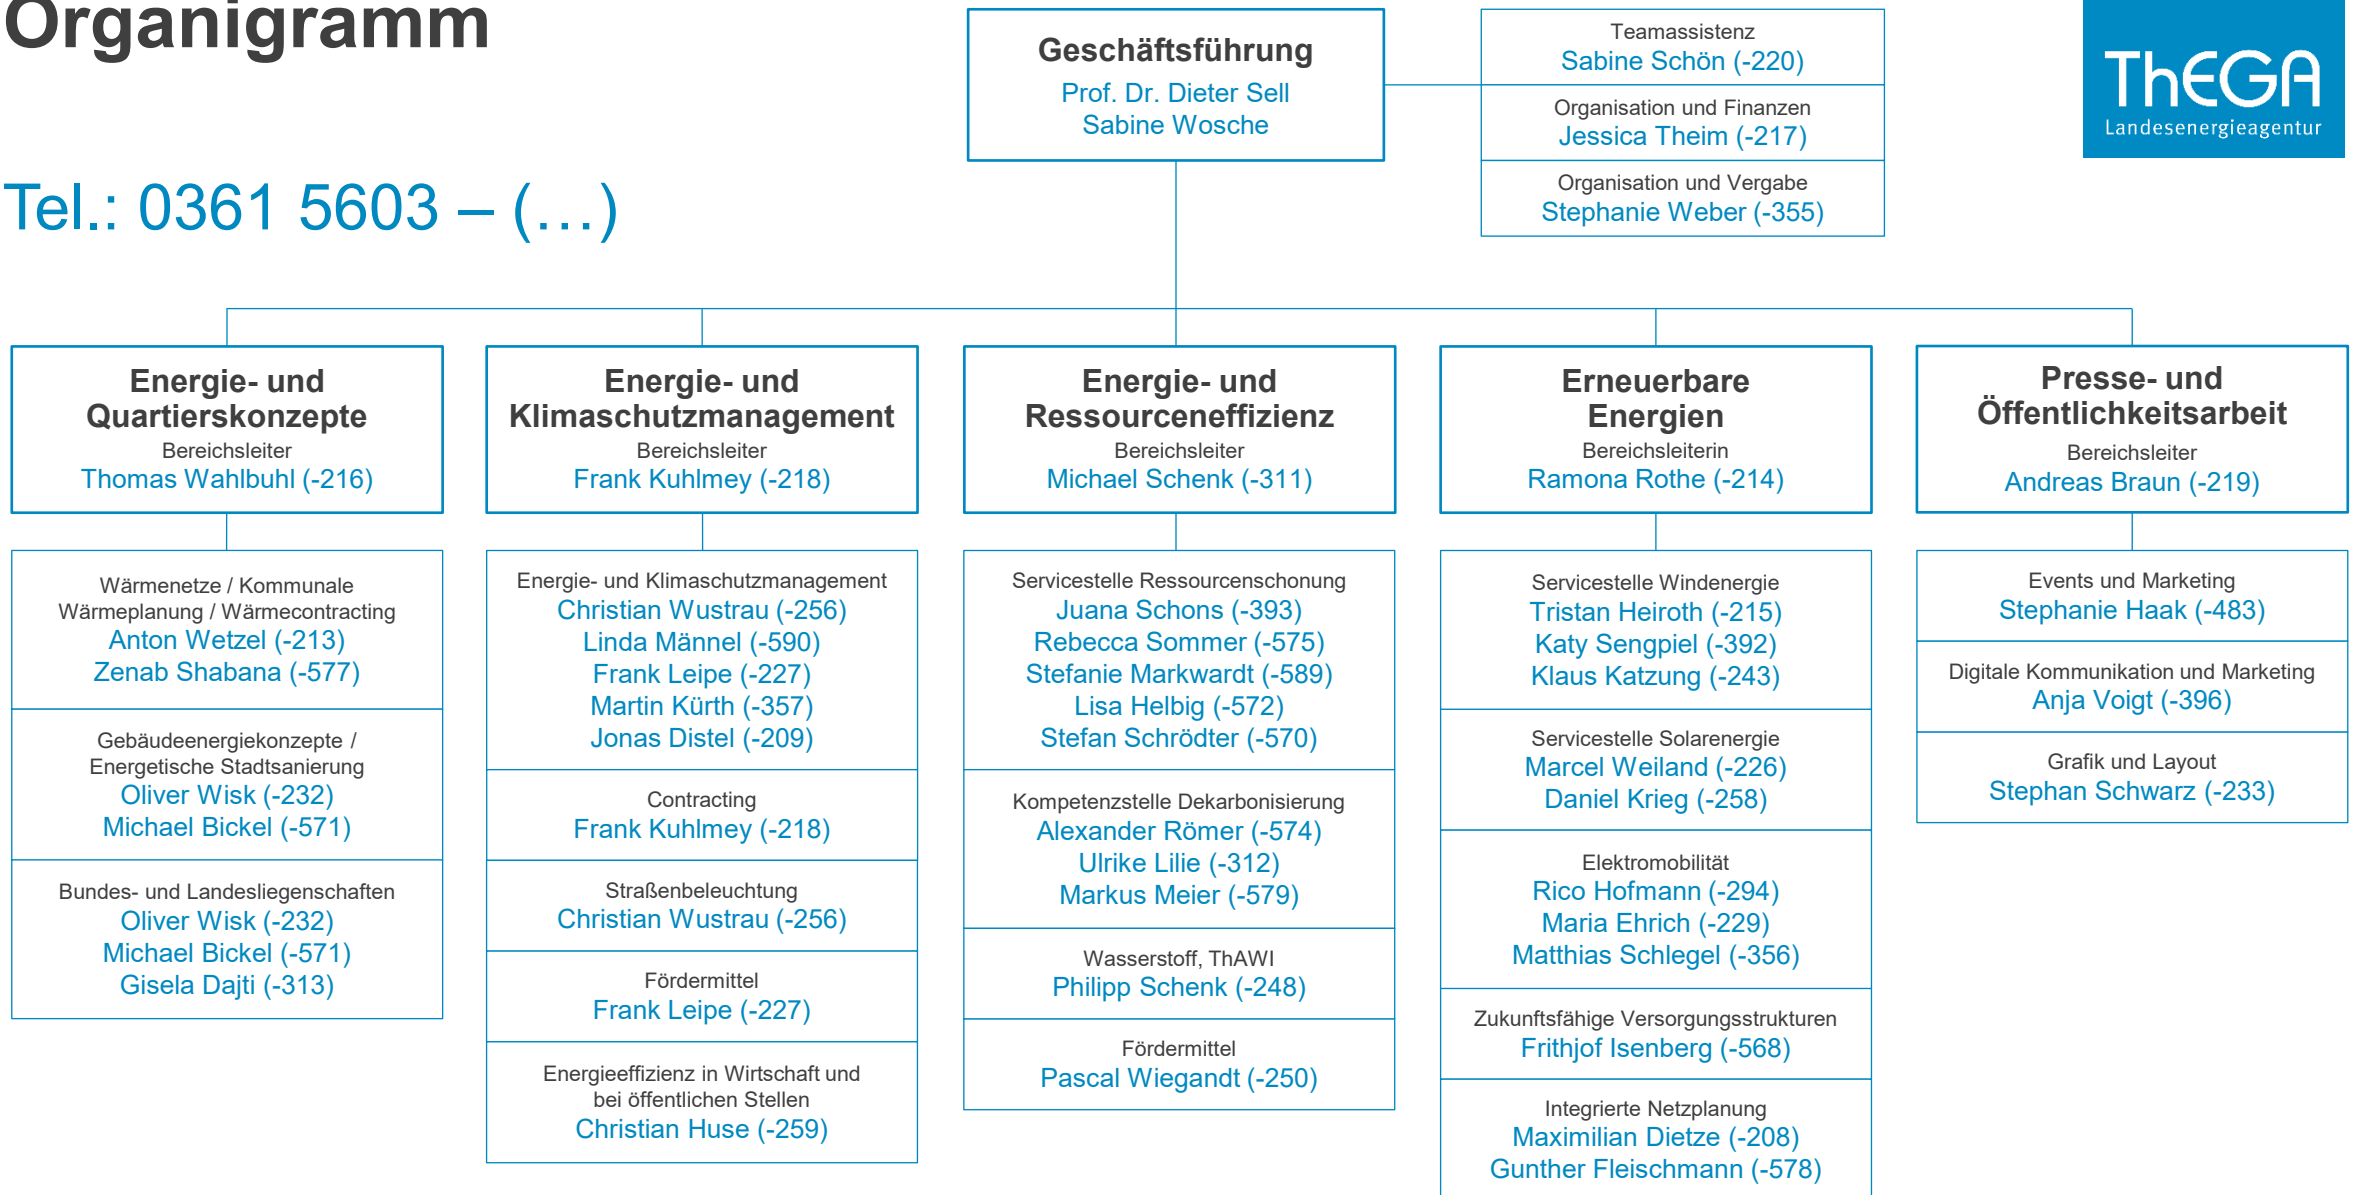 Organigramm
Tel.: 0361 5603 – (…)
Geschäftsführung
Prof. Dr. Dieter Sell
Sabine Wosche
Teamassistenz
Sabine Schön (-220)
Organisation und Finanzen
Jessica Theim (-217)
Organisation und Vergabe
Stephanie Weber (-355)
ThEGA
Landesenergieagentur
Energie- und
Quartierskonzepte
Bereichsleiter
Thomas Wahlbuhl (-216)
Wärmenetze / Kommunale
Wärmeplanung / Wärmecontracting
Anton Wetzel (-213)
Zenab Shabana (-577)
Gebäudeenergiekonzepte /
Energetische Stadtsanierung
Oliver Wisk (-232)
Michael Bickel (-571)
Bundes- und Landesliegenschaften
Oliver Wisk (-232)
Michael Bickel (-571)
Gisela Dajti (-313)
Energie- und
Klimaschutzmanagement
Bereichsleiter
Frank Kuhlmey (-218)
Energie- und Klimaschutzmanagement
Christian Wustrau (-256)
Linda Männel (-590)
Frank Leipe (-227)
Martin Kürth (-357)
Jonas Distel (-209)
Contracting
Frank Kuhlmey (-218)
Straßenbeleuchtung
Christian Wustrau (-256)
Fördermittel
Frank Leipe (-227)
Energieeffizienz in Wirtschaft und
bei öffentlichen Stellen
Christian Huse (-259)
Energie- und
Ressourceneffizienz
Bereichsleiter
Michael Schenk (-311)
Servicestelle Ressourcenschonung
Juana Schons (-393)
Rebecca Sommer (-575)
Stefanie Markwardt (-589)
Lisa Helbig (-572)
Stefan Schrödter (-570)
Kompetenzstelle Dekarbonisierung
Alexander Römer (-574)
Ulrike Lilie (-312)
Markus Meier (-579)
Wasserstoff, ThAWI
Philipp Schenk (-248)
Fördermittel
Pascal Wiegandt (-250)
Erneuerbare
Energien
Bereichsleiterin
Ramona Rothe (-214)
Servicestelle Windenergie
Tristan Heiroth (-215)
Katy Sengpiel (-392)
Klaus Katzung (-243)
Servicestelle Solarenergie
Marcel Weiland (-226)
Daniel Krieg (-258)
Elektromobilität
Rico Hofmann (-294)
Maria Ehrich (-229)
Matthias Schlegel (-356)
Zukunftsfähige Versorgungsstrukturen
Frithjof Isenberg (-568)
Integrierte Netzplanung
Maximilian Dietze (-208)
Gunther Fleischmann (-578)
Presse- und
Öffentlichkeitsarbeit
Bereichsleiter
Andreas Braun (-219)
Events und Marketing
Stephanie Haak (-483)
Digitale Kommunikation und Marketing
Anja Voigt (-396)
Grafik und Layout
Stephan Schwarz (-233)